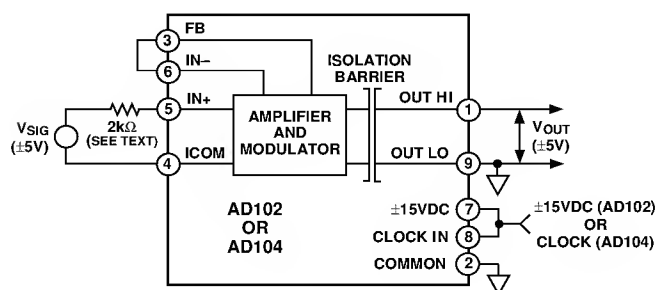 3
FB
6
IN–
5
IN+
ISOLATION
BARRIER
OUT HI
1
VSIG
(±5V)
2kΩ
(SEE TEXT)
AMPLIFIER
AND
MODULATOR
VOUT
(±5V)
4
ICOM
OUT LO
9
AD102
OR
AD104
±15VDC
7
CLOCK IN
8
COMMON
2
±15VDC (AD102)
OR
CLOCK (AD104)